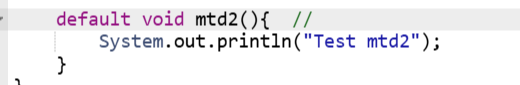 default void mtd2(){  //
    System.out.println("Test mtd2");
}